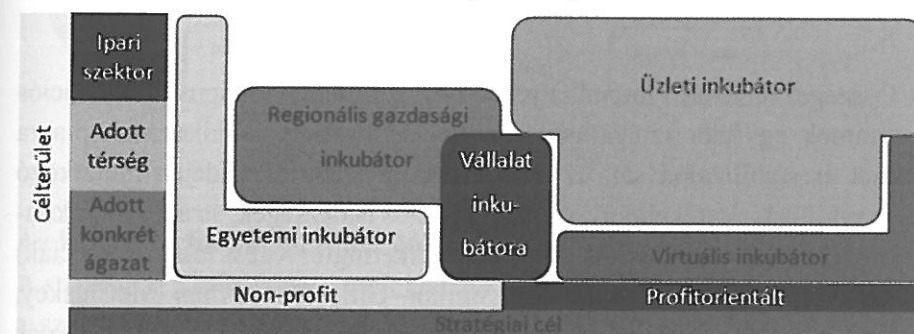 Célterület
Ipari
szektor
Adott
térség
Adott
konkrét
ágazat
Regionális gazdasági
inkubátor
Egyetemi inkubátor
Vállalat
inku-
bátora
Üzleti inkubátor
Virtuális inkubátor
Non-profit
Profitorientált
Stratégiai cél